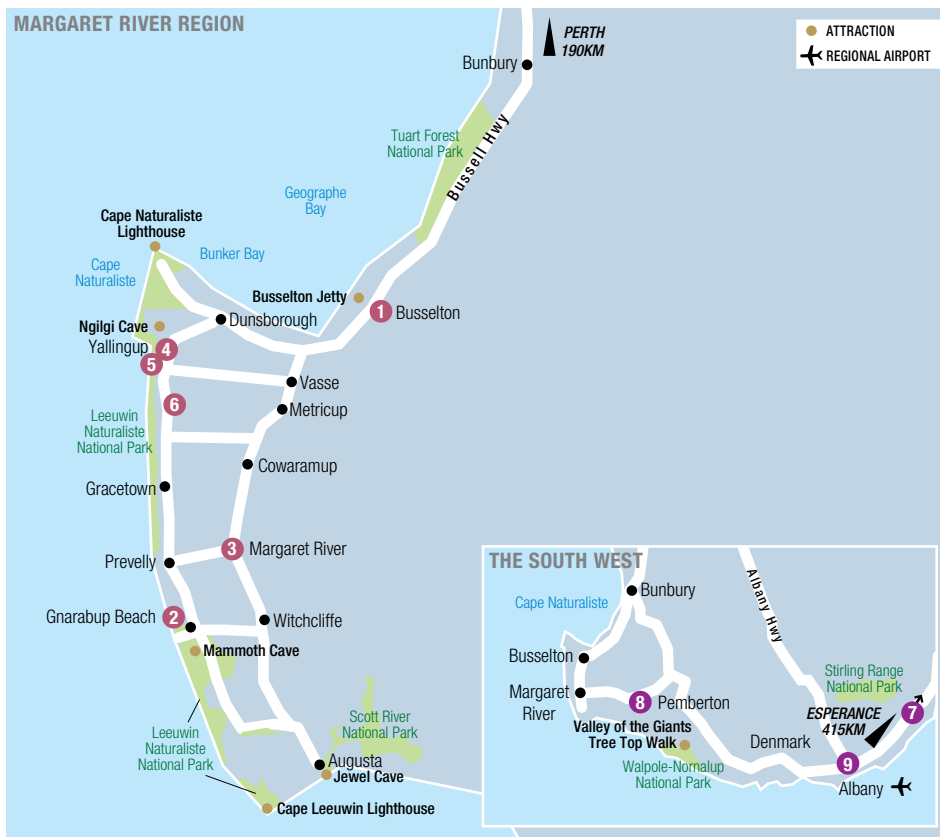 MARGARET RIVER REGION
PERTH
190KM
ATTRACTION
REGIONAL AIRPORT
Bunbury
Tuart Forest
National Park
Bussell Hwy
Geographe
Bay
Cape Naturaliste
Lighthouse
Bunker Bay
Cape
Naturaliste
Busselton Jetty
1
Busselton
Dunsborough
Ngilgi Cave
Yallingup
4
5
Vasse
6
Metricup
Leeuwin
Naturaliste
National Park
Cowaramup
Gracetown
3
Margaret River
Prevelly
Gnarabup Beach
2
Witchcliffe
Mammoth Cave
Scott River
National Park
Leeuwin
Naturaliste
National Park
Augusta
Jewel Cave
Cape Leeuwin Lighthouse
THE SOUTH WEST
Bunbury
Cape Naturaliste
Albany Hwy
Busselton
Stirling Range
National Park
Margaret
River
8
Pemberton
ESPERANCE
415KM
7
Valley of the Giants
Tree Top Walk
Denmark
Walpole-Nornalup
National Park
9
Albany